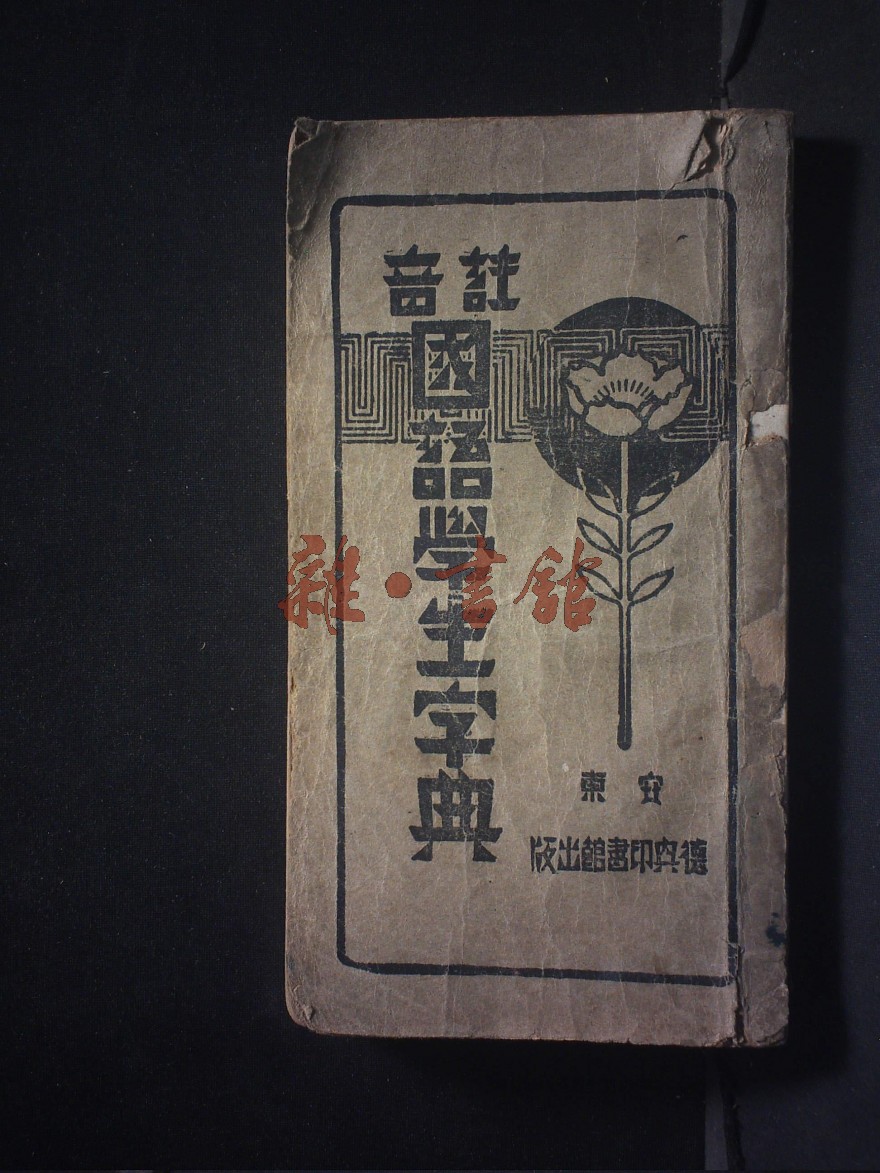 註音
國語學生字典
安東
德興印書館出版
雜·書舘